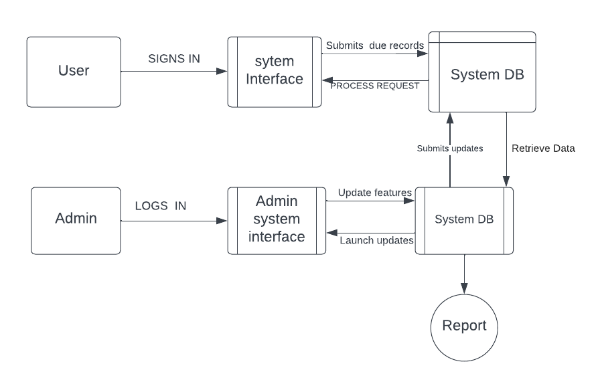 User
SIGNS IN
sytem
Interface
Submits due records
PROCESS REQUEST
System DB
Submits updates
Retrieve Data
Admin
LOGS IN
Admin
system
interface
Update features
Launch updates
System DB
Report